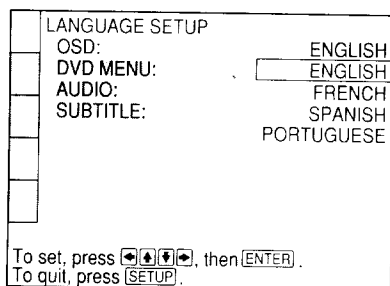 LANGUAGE SETUP
OSD: ENGLISH
DVD MENU: ENGLISH
AUDIO: FRENCH
SUBTITLE: SPANISH
PORTUGUESE
To set, press ←↑↓→, then ENTER.
To quit, press SETUP.